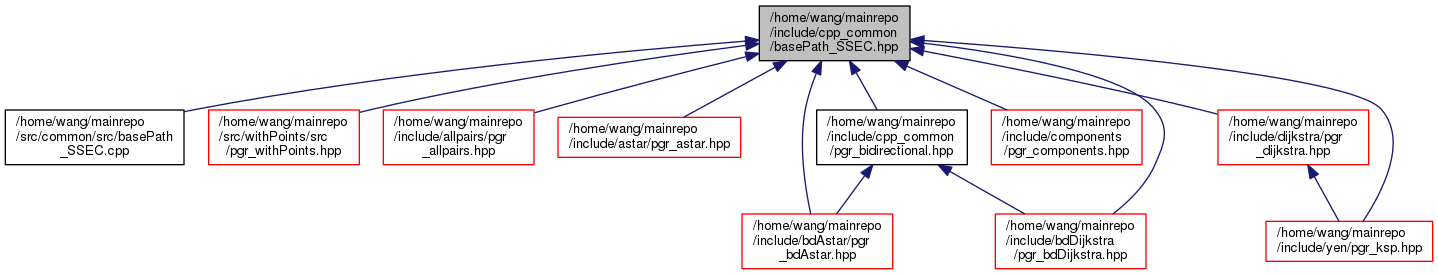 /home/wang/mainrepo
/include/cpp_common
/basePath_SSEC.hpp
/home/wang/mainrepo
/src/common/src/basePath
_SSEC.cpp
/home/wang/mainrepo
/src/withPoints/src
/pgr_withPoints.hpp
/home/wang/mainrepo
/include/allpairs/pgr
_allpairs.hpp
/home/wang/mainrepo
/include/astar/pgr_astar.hpp
/home/wang/mainrepo
/include/cpp_common
/pgr_bidirectional.hpp
/home/wang/mainrepo
/include/components
/pgr_components.hpp
/home/wang/mainrepo
/include/dijkstra/pgr
_dijkstra.hpp
/home/wang/mainrepo
/include/bdAstar/pgr
_bdAstar.hpp
/home/wang/mainrepo
/include/bdDijkstra
/pgr_bdDijkstra.hpp
/home/wang/mainrepo
/include/yen/pgr_ksp.hpp